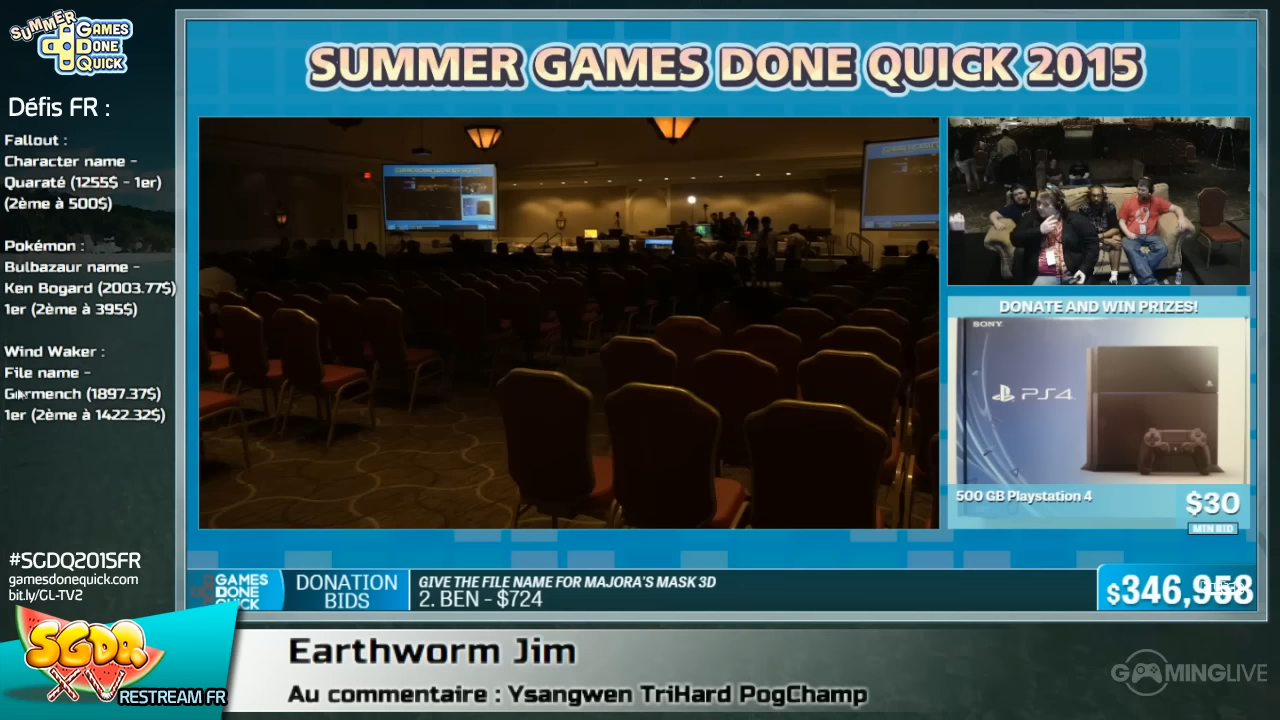 SUMMER
GAMES
DONE
QUICK
Défis FR :
Fallout :
Character name -
Quaraté (1255$ - 1er)
(2ème à 500$)
Pokémon :
Bulbazaur name -
Ken Bogard (2003.77$)
1er (2ème à 395$)
Wind Waker :
File name -
Garmench (1897.37$)
1er (2ème à 1422.32$)
#SGDQ2015FR
gamesdonequick.com
bit.ly/GL-TV2
SGDQ
XV
RESTREAM FR
SUMMER GAMES DONE QUICK 2015
DONATE AND WIN PRIZES!
SONY
PS4
500 GB Playstation 4
$30
MIN BID
GAMES
DONE
QUICK
DONATION
BIDS
GIVE THE FILE NAME FOR MAJORA'S MASK 3D
2. BEN - $724
$346,958
Earthworm Jim
Au commentaire : Ysangwen TriHard PogChamp
GAMINGLIVE